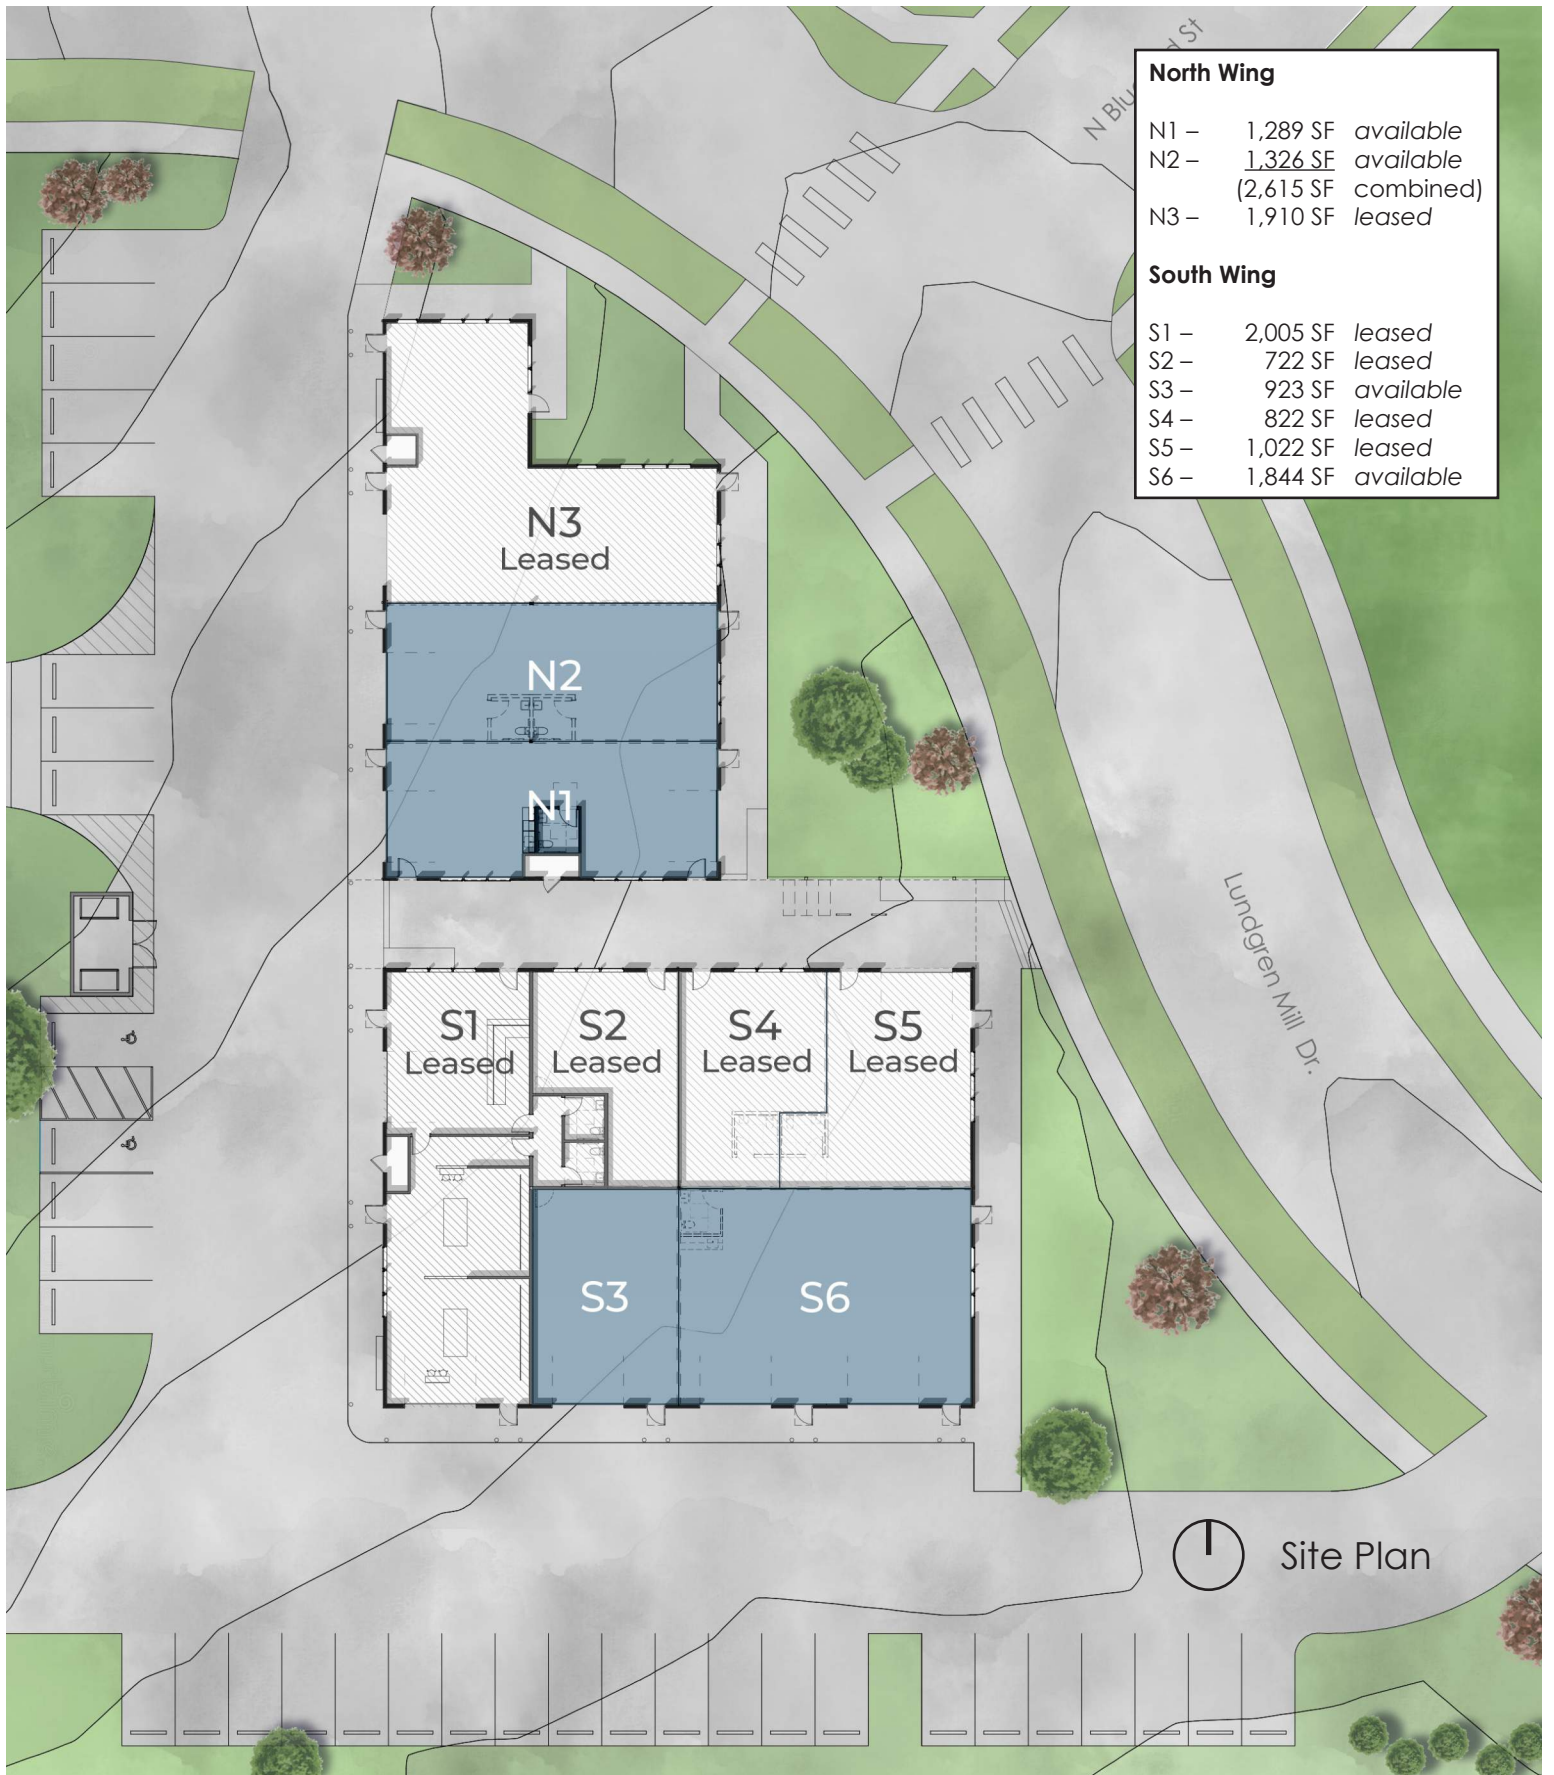 N Blu d St
North Wing
N1 – 1,289 SF available
N2 – 1,326 SF available
(2,615 SF combined)
N3 – 1,910 SF leased
South Wing
S1 – 2,005 SF leased
S2 – 722 SF leased
S3 – 923 SF available
S4 – 822 SF leased
S5 – 1,022 SF leased
S6 – 1,844 SF available
N3
Leased
N2
N1
Lundgren Mill Dr.
S1
Leased
S2
Leased
S4
Leased
S5
Leased
S3
S6
Site Plan